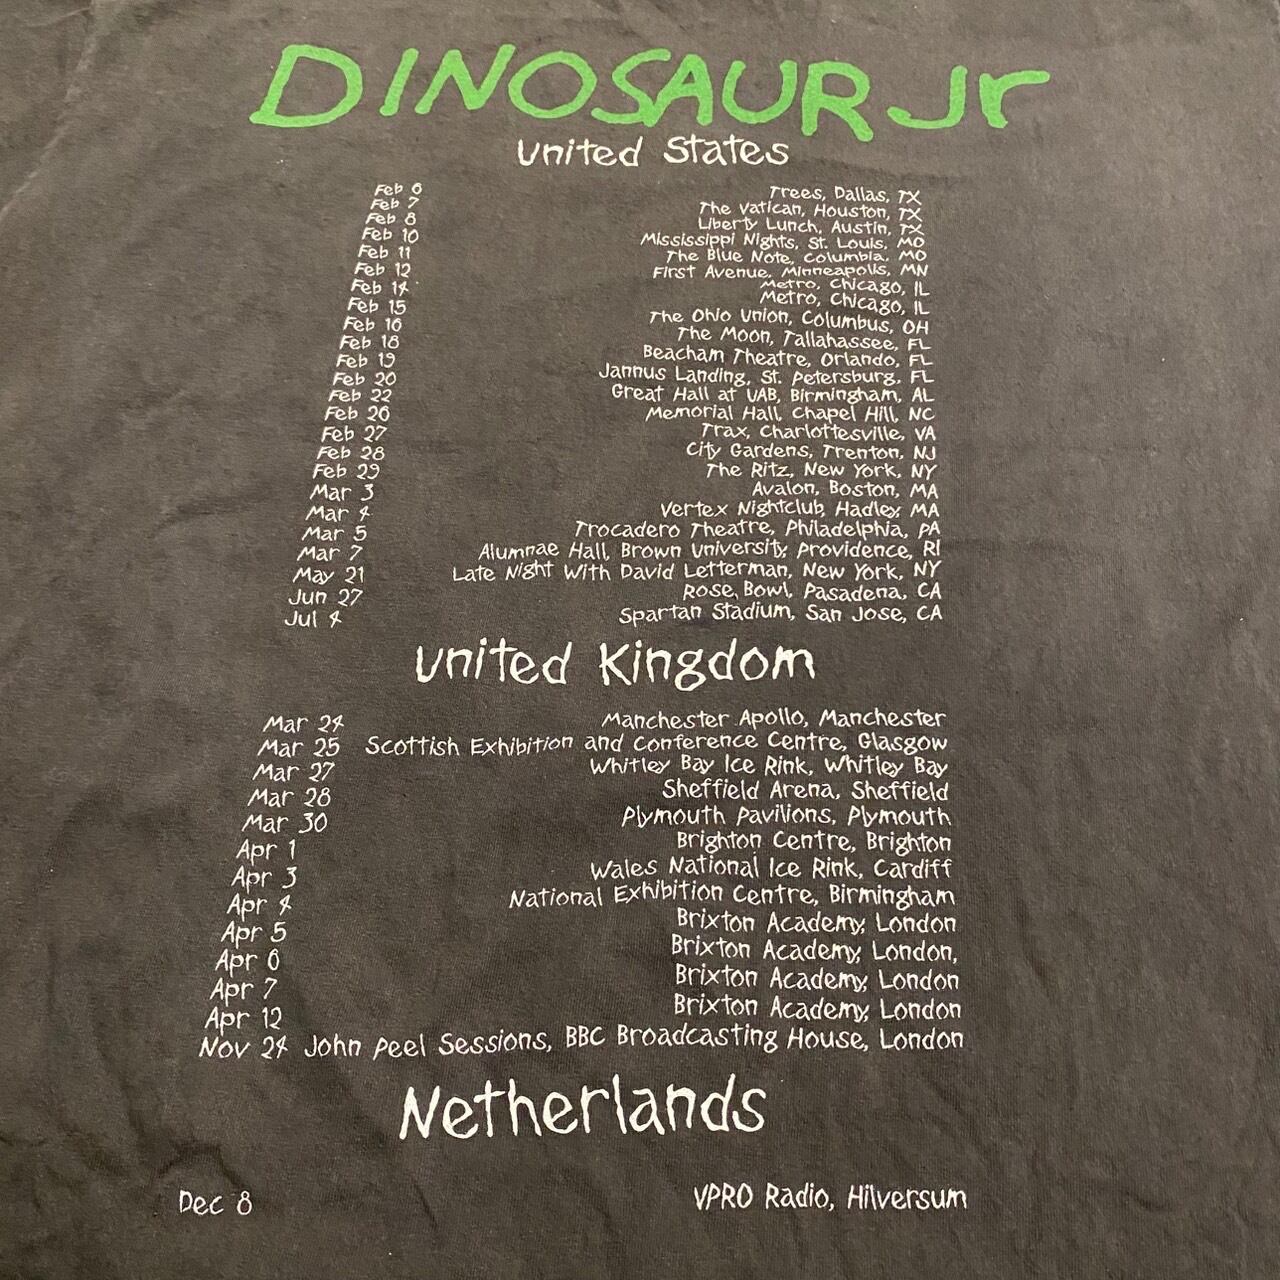 DINOSAUR Jr
United States
Feb 6 Trees, Dallas, TX
Feb 7 The Vatican, Houston, TX
Feb 8 Liberty Lunch, Austin, TX
Feb 10 Mississippi Nights, St. Louis, MO
Feb 11 The Blue Note, Columbia, MO
Feb 12 First Avenue, Minneapolis, MN
Feb 14 Metro, Chicago, IL
Feb 15 Metro, Chicago, IL
Feb 16 The Ohio Union, Columbus, OH
Feb 18 The Moon, Tallahassee, FL
Feb 19 Beacham Theatre, Orlando, FL
Feb 20 Jannus Landing, St. Petersburg, FL
Feb 22 Great Hall at UAB, Birmingham, AL
Feb 26 Memorial Hall, Chapel Hill, NC
Feb 27 Trax, Charlottesville, VA
Feb 28 City Gardens, Trenton, NJ
Feb 29 The Ritz, New York, NY
Mar 3 Avalon, Boston, MA
Mar 4 Vertex Nightclub, Hadley, MA
Mar 5 Trocadero Theatre, Philadelphia, PA
Mar 7 Alumnae Hall, Brown University, Providence, RI
May 21 Late Night With David Letterman, New York, NY
Jun 27 Rose Bowl, Pasadena, CA
Jul 4 Spartan Stadium, San Jose, CA
United Kingdom
Mar 24 Manchester Apollo, Manchester
Mar 25 Scottish Exhibition and Conference Centre, Glasgow
Mar 27 Whitley Bay Ice Rink, Whitley Bay
Mar 28 Sheffield Arena, Sheffield
Mar 30 Plymouth Pavilions, Plymouth
Apr 1 Brighton Centre, Brighton
Apr 3 Wales National Ice Rink, Cardiff
Apr 4 National Exhibition Centre, Birmingham
Apr 5 Brixton Academy, London
Apr 6 Brixton Academy, London,
Apr 7 Brixton Academy, London
Apr 12 Brixton Academy, London
Nov 24 John Peel Sessions, BBC Broadcasting House, London
Netherlands
Dec 8 VPRO Radio, Hilversum